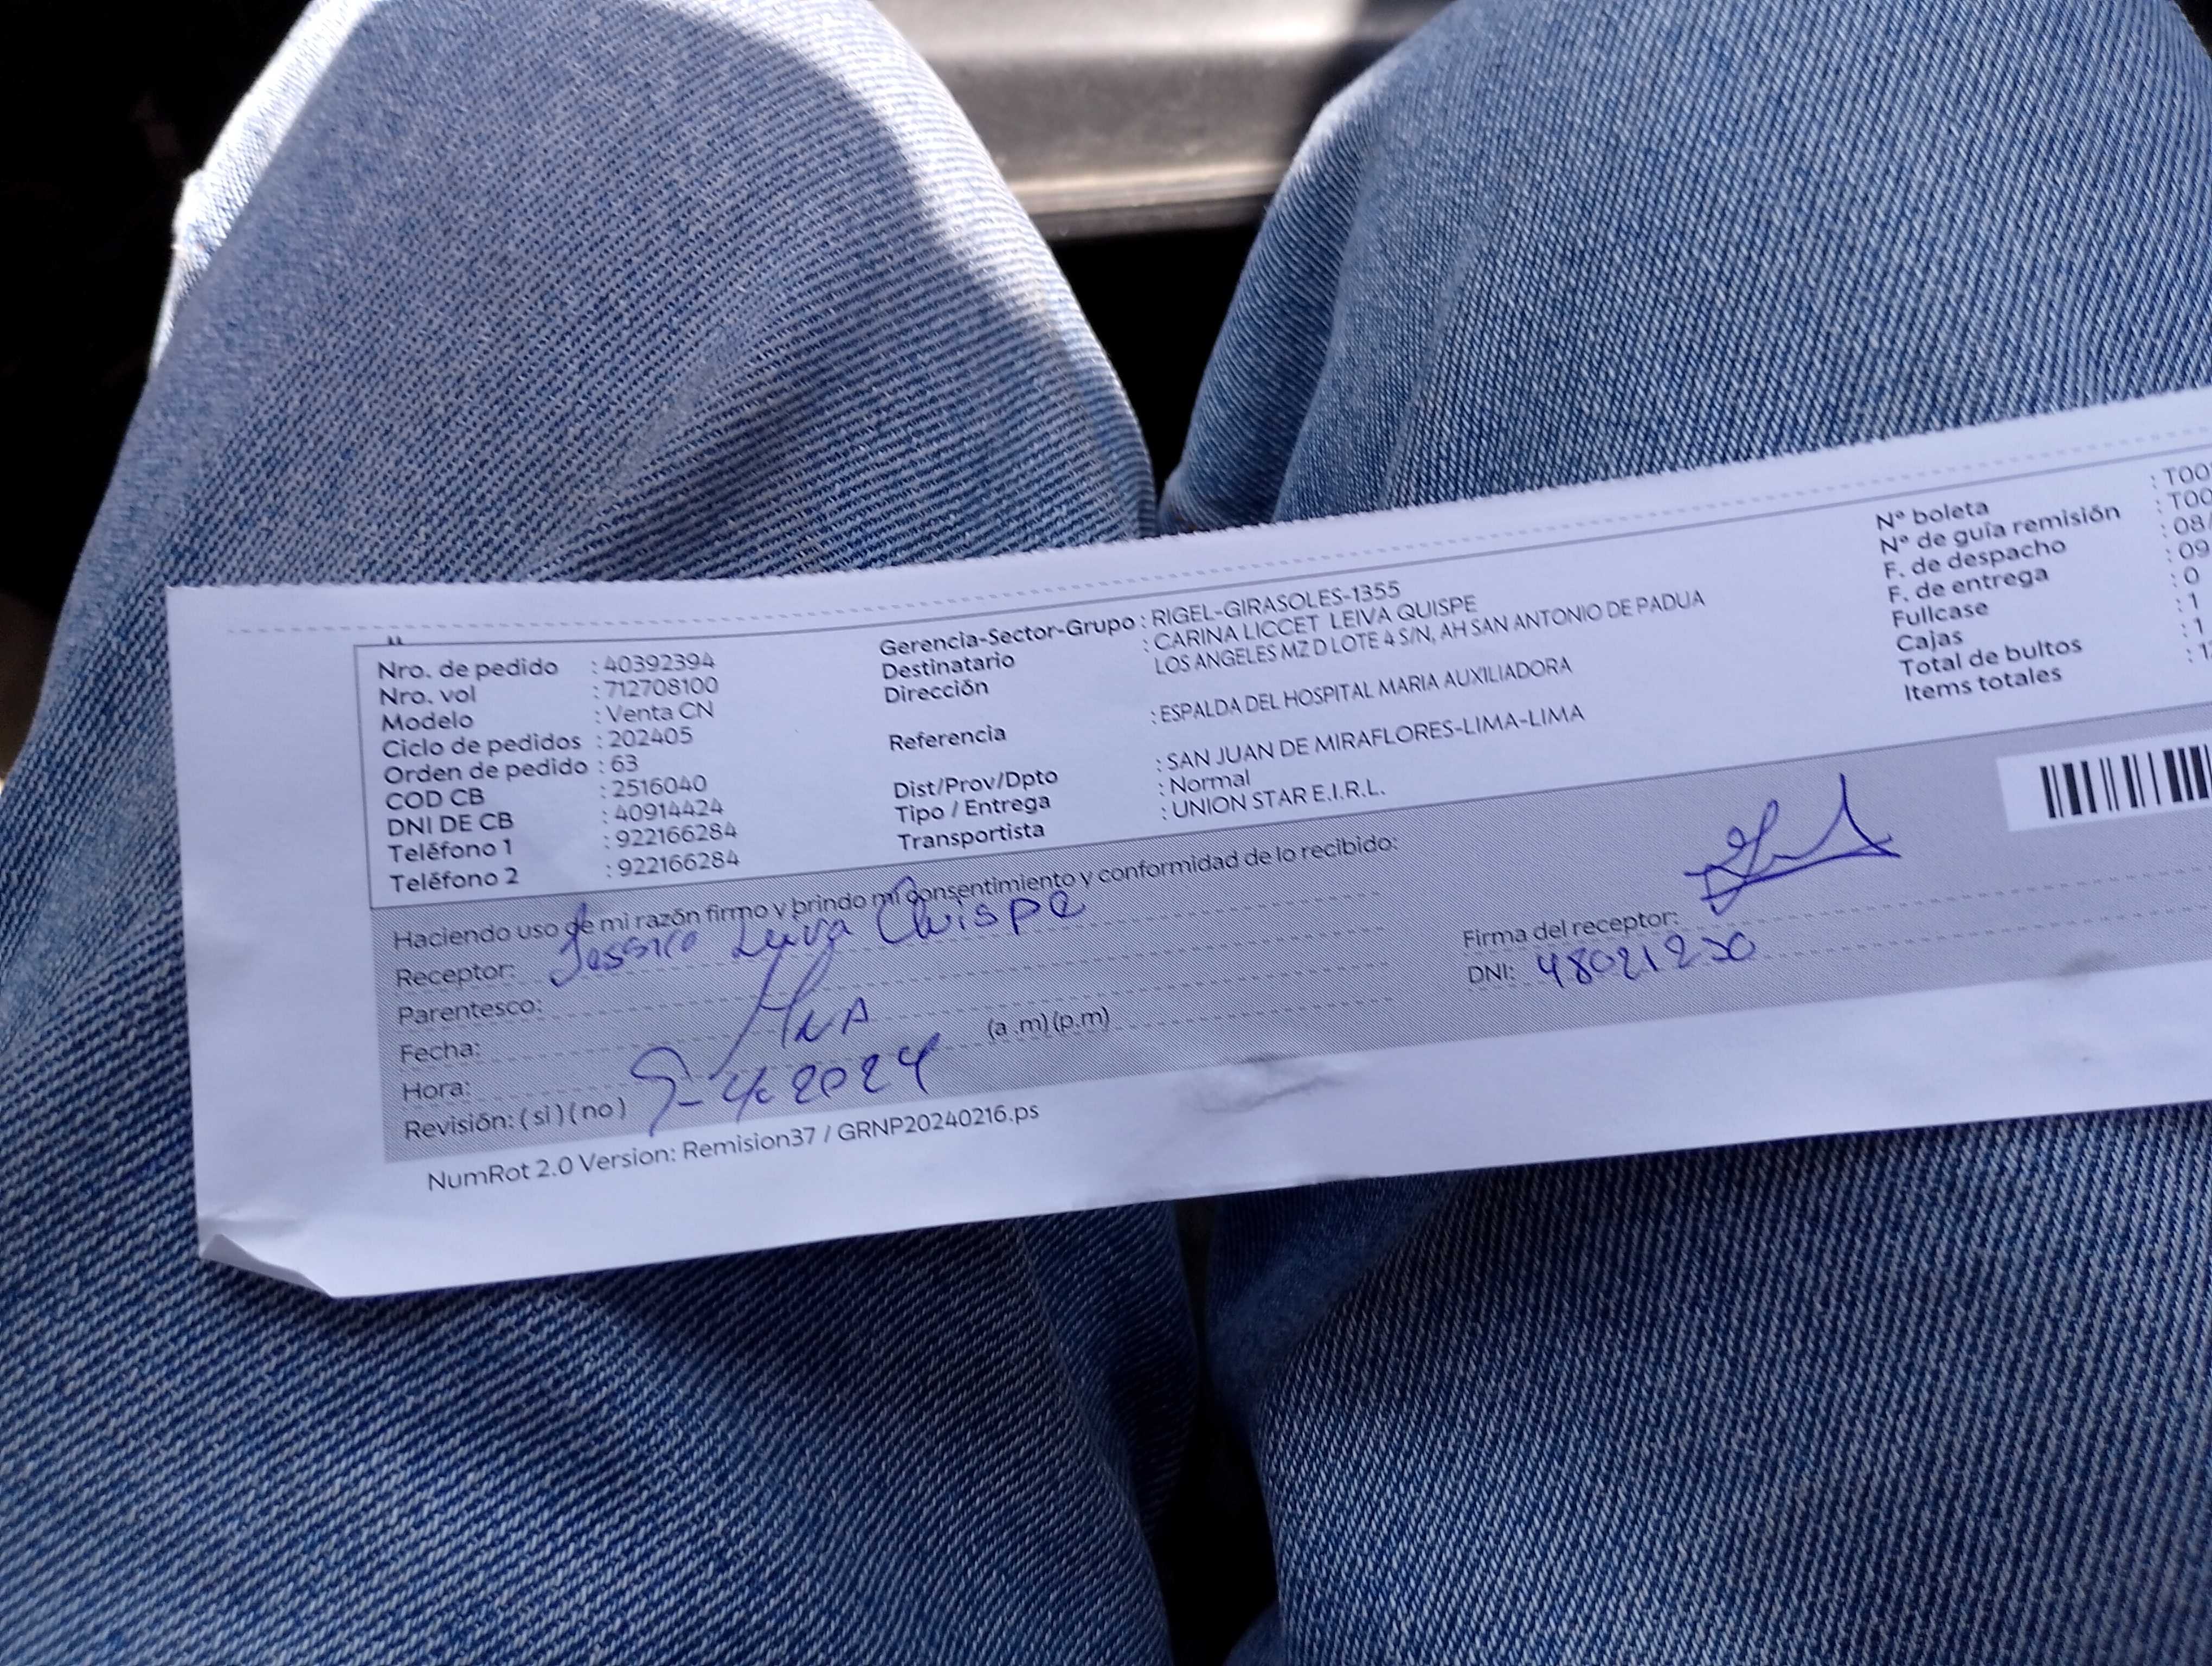 Nro. de pedido : 40392394
Nro. vol : 712708100
Modelo : Venta CN
Ciclo de pedidos : 202405
Orden de pedido : 63
COD CB : 2516040
DNI DE CB : 40914424
Teléfono 1 : 922166284
Teléfono 2 : 922166284
Gerencia-Sector-Grupo : RIGEL-GIRASOLES-1355
Destinatario : CARINA LICCET LEIVA QUISPE
Dirección LOS ANGELES MZ D LOTE 4 S/N, AH SAN ANTONIO DE PADUA
Referencia : ESPALDA DEL HOSPITAL MARIA AUXILIADORA
Dist/Prov/Dpto : SAN JUAN DE MIRAFLORES-LIMA-LIMA
Tipo / Entrega : Normal
Transportista : UNION STAR E.I.R.L.
Nº boleta : T00
Nº de guía remisión : T00
F. de despacho : 08/
F. de entrega : 09
Fullcase : 0
Cajas : 1
Total de bultos : 1
Items totales : 1
Haciendo uso de mi razón firmo y brindo mi consentimiento y conformidad de lo recibido:
Receptor: Jessica Leiva Quispe
Parentesco:
Fecha: HNA
Hora: (a.m)(p.m)
Revisión: (si)(no) 9-4-2024
Firma del receptor:
DNI: 48021230
NumRot 2.0 Version: Remision37 / GRNP20240216.ps